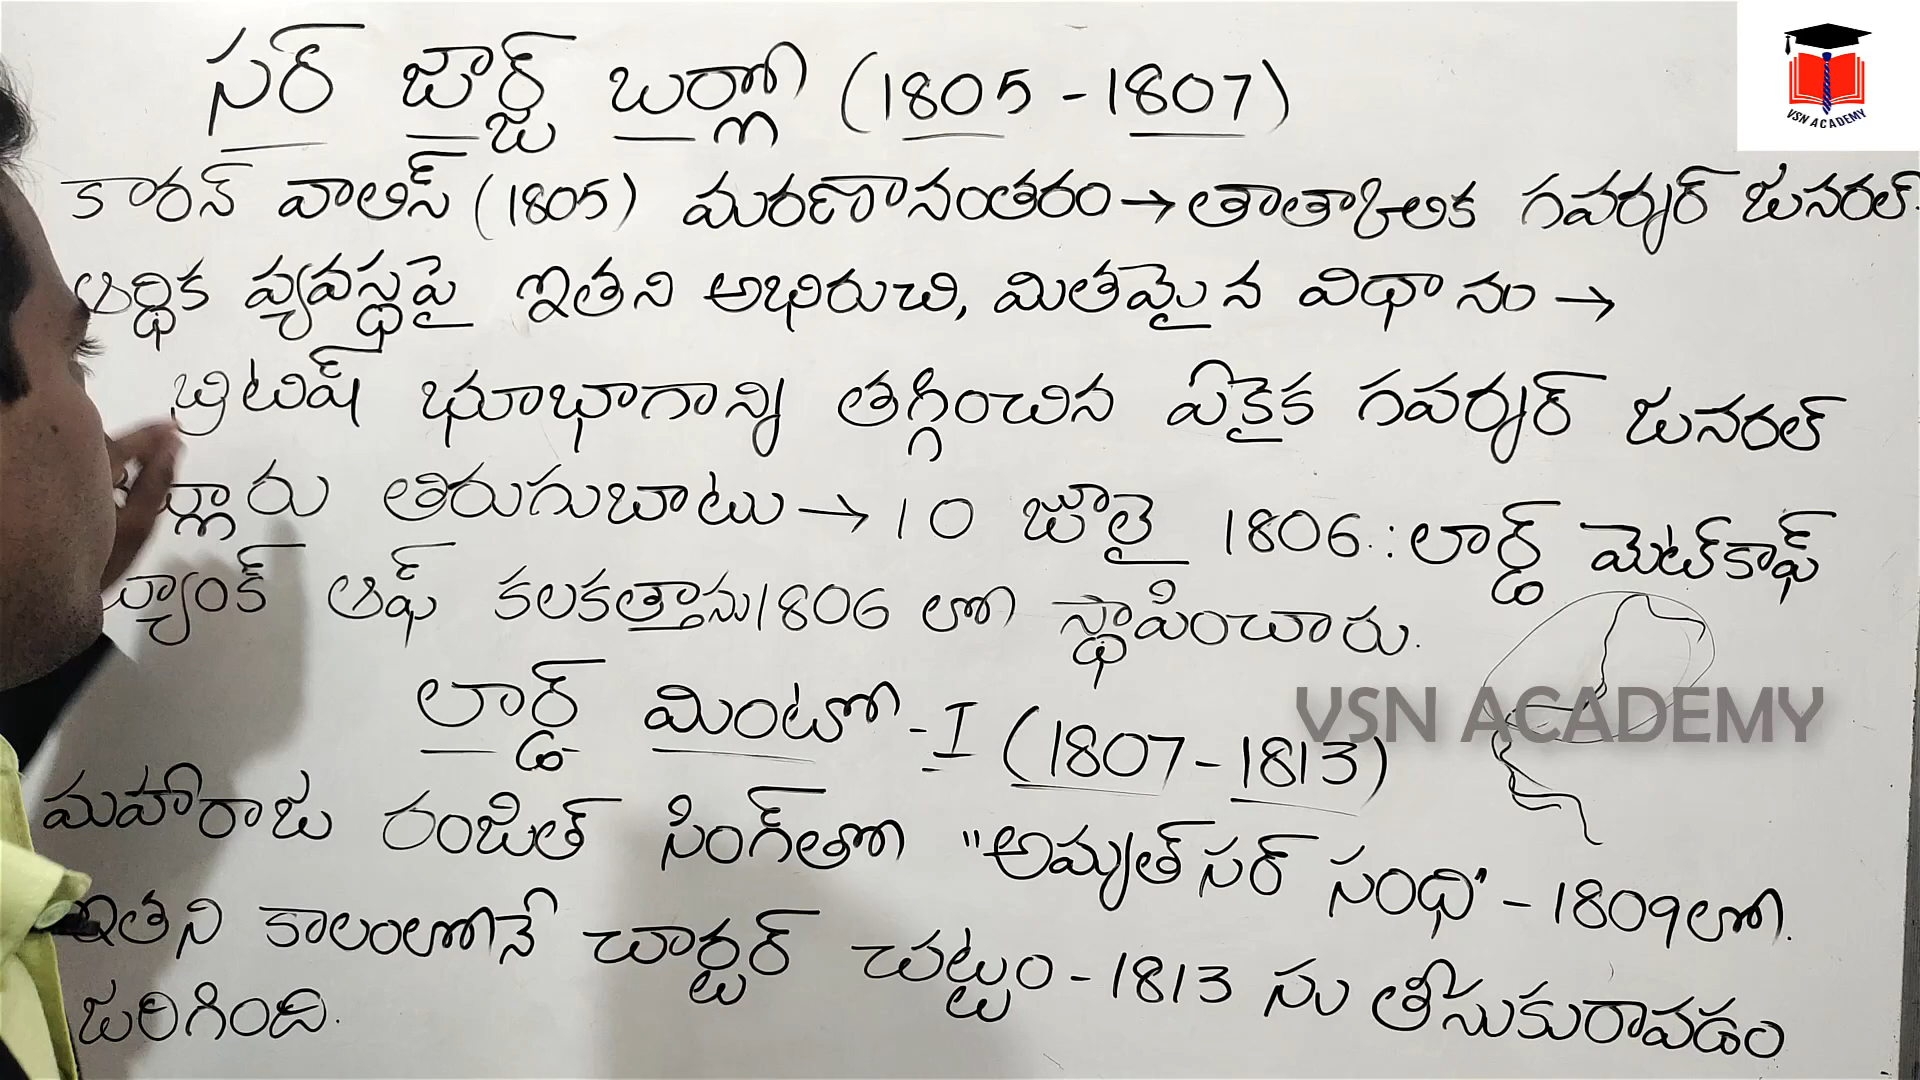 సర్ జార్జ్ బర్లో (1805 - 1807)
VSN ACADEMY
కారన్ వాలిస్ (1805) మరణానంతరం → తాత్కాలిక గవర్నర్ జనరల్.
ఆర్థిక వ్యవస్థపై ఇతని అభిరుచి, మితమైన విధానం →
బ్రిటిష్ భూభాగాన్ని తగ్గించిన ఏకైక గవర్నర్ జనరల్
తిరుగుబాటు → 10 జూలై 1806 : లార్డ్ మెట్‌కాఫ్
బ్యాంక్ ఆఫ్ కలకత్తాను 1806 లో స్థాపించారు.
లార్డ్ మింటో - I (1807 - 1813)
VSN ACADEMY
మహారాజు రంజిత్ సింగ్‌తో "అమృత్‌సర్ సంధి" - 1809లో.
ఇతని కాలంలోనే చార్టర్ చట్టం - 1813 ను తీసుకురావడం
జరిగింది.